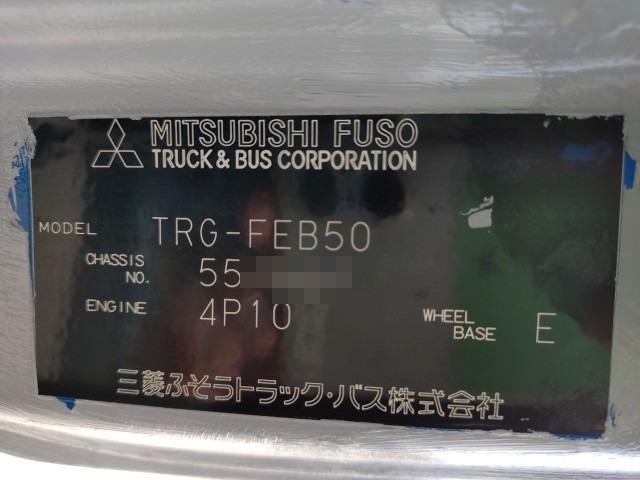 MITSUBISHI FUSO
TRUCK & BUS CORPORATION
MODEL TRG-FEB50
CHASSIS NO. 55
ENGINE 4P10
WHEEL BASE E
三菱ふそうトラック・バス株式会社